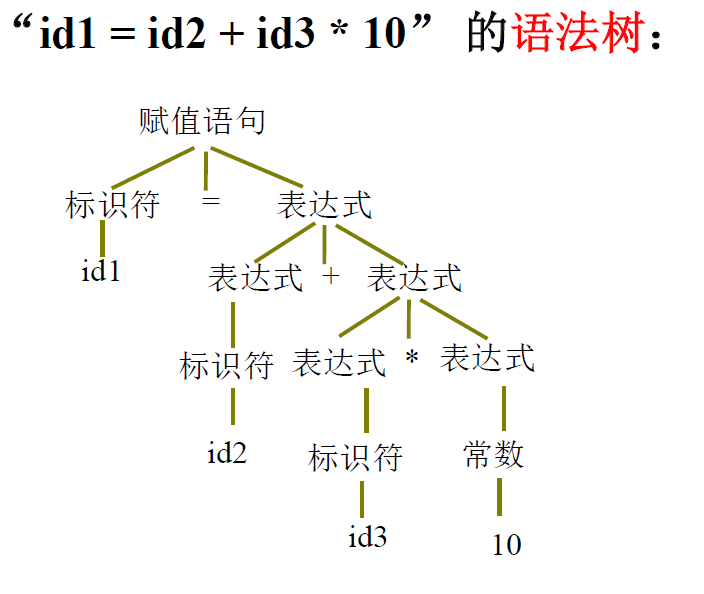 “id1 = id2 + id3 * 10” 的语法树：
赋值语句
标识符 = 表达式
id1
表达式 + 表达式
标识符 表达式 * 表达式
id2 标识符 常数
id3 10